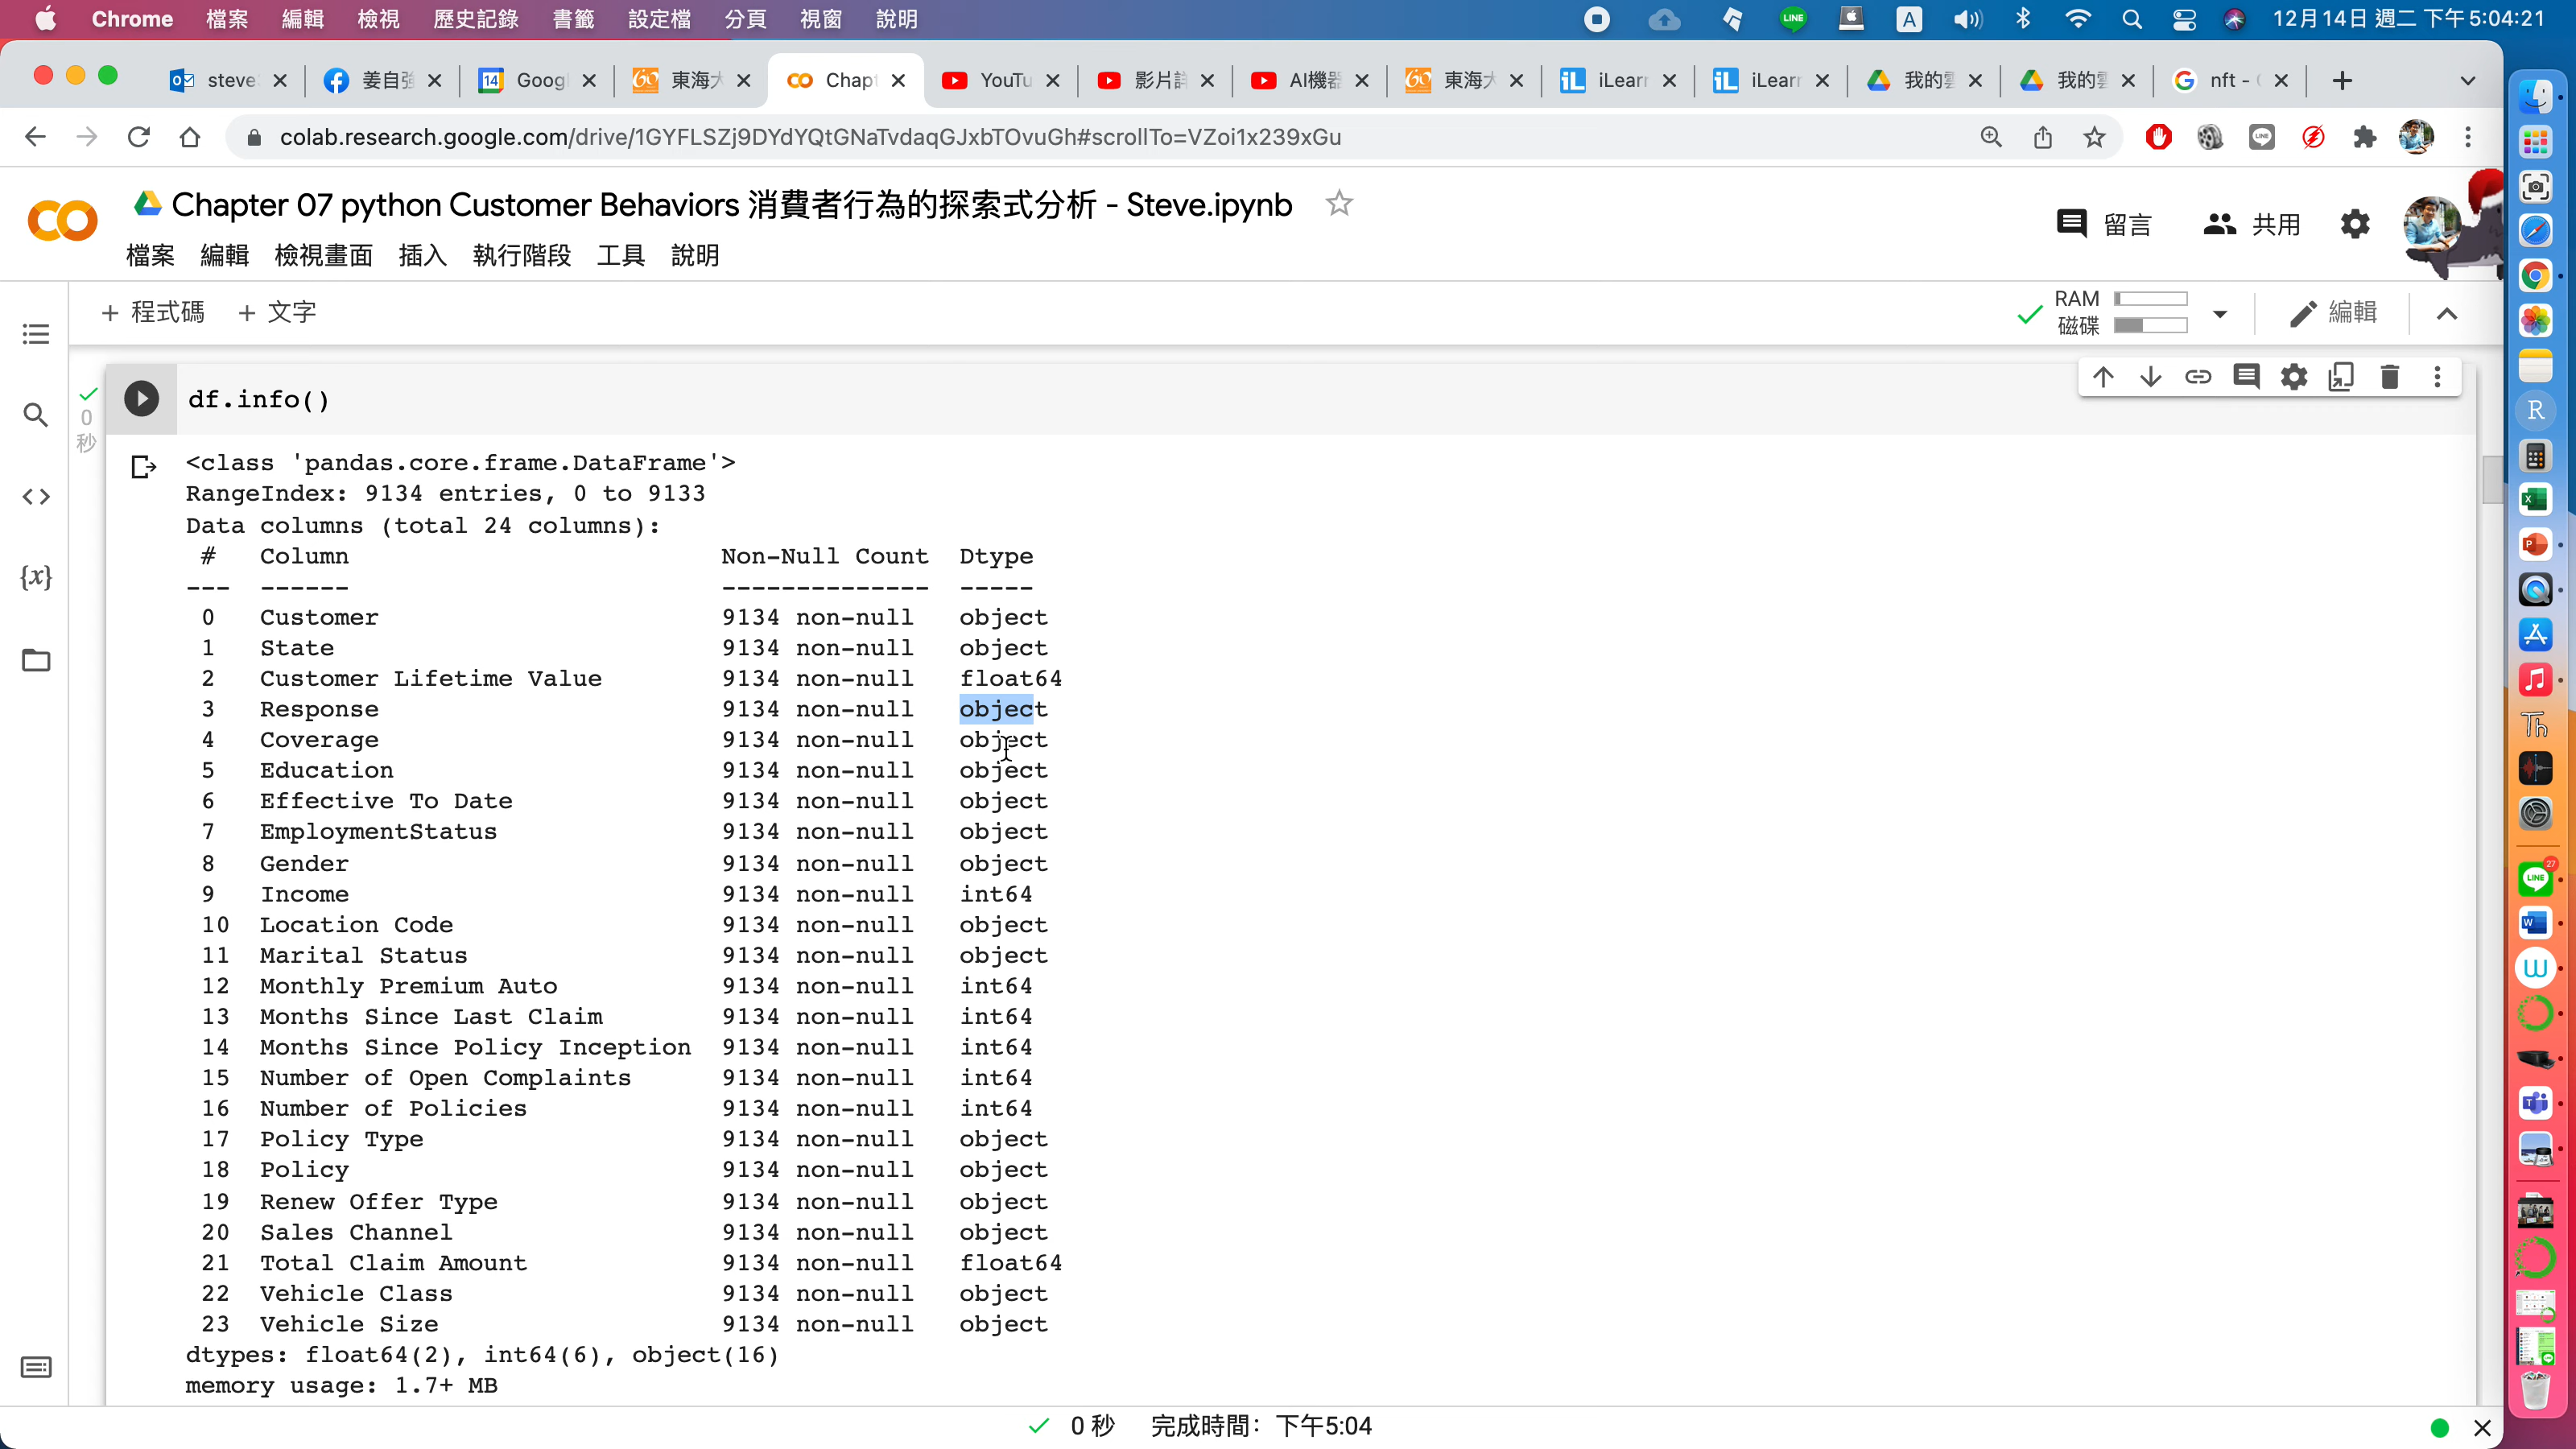 Chrome 檔案 編輯 檢視 歷史記錄 書籤 設定檔 分頁 視窗 說明 LINE A 12月14日 週二 下午5:04:21
steve 姜自強 14 Googl 東海大 Chapt YouTu 影片 AI機器 東海大 iLearn iLearn 我的雲 我的雲 nft -
colab.research.google.com/drive/1GYFLSZj9DYdYQtGNaTvdaqGJxbTOvuGh#scrollTo=VZoi1x239xGu
Chapter 07 python Customer Behaviors 消費者行為的探索式分析 - Steve.ipynb
留言 共用
檔案 編輯 檢視畫面 插入 執行階段 工具 說明
+ 程式碼 + 文字
RAM
磁碟
編輯
0
秒
df.info()
<class 'pandas.core.frame.DataFrame'>
RangeIndex: 9134 entries, 0 to 9133
Data columns (total 24 columns):
# Column Non-Null Count Dtype
--- ------ -------------- -----
0 Customer 9134 non-null object
1 State 9134 non-null object
2 Customer Lifetime Value 9134 non-null float64
3 Response 9134 non-null object
4 Coverage 9134 non-null object
5 Education 9134 non-null object
6 Effective To Date 9134 non-null object
7 EmploymentStatus 9134 non-null object
8 Gender 9134 non-null object
9 Income 9134 non-null int64
10 Location Code 9134 non-null object
11 Marital Status 9134 non-null object
12 Monthly Premium Auto 9134 non-null int64
13 Months Since Last Claim 9134 non-null int64
14 Months Since Policy Inception 9134 non-null int64
15 Number of Open Complaints 9134 non-null int64
16 Number of Policies 9134 non-null int64
17 Policy Type 9134 non-null object
18 Policy 9134 non-null object
19 Renew Offer Type 9134 non-null object
20 Sales Channel 9134 non-null object
21 Total Claim Amount 9134 non-null float64
22 Vehicle Class 9134 non-null object
23 Vehicle Size 9134 non-null object
dtypes: float64(2), int64(6), object(16)
memory usage: 1.7+ MB
0 秒 完成時間: 下午5:04
R
Th
27
LINE